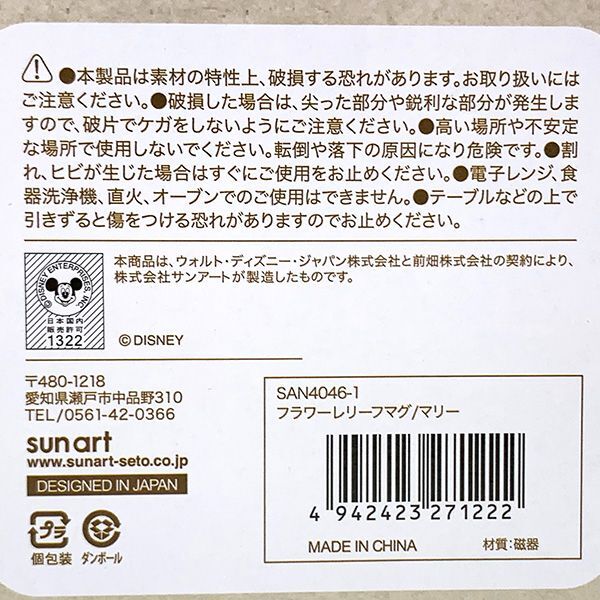 ●本製品は素材の特性上、破損する恐れがあります。お取り扱いには
ご注意ください。●破損した場合は、尖った部分や鋭利な部分が発生しま
すので、破片でケガをしないようにご注意ください。●高い場所や不安定
な場所で使用しないでください。転倒や落下の原因になり危険です。●割
れ、ヒビが生じた場合はすぐにご使用をお止めください。●電子レンジ、食
器洗浄機、直火、オーブンでのご使用はできません。●テーブルなどの上で
引きずると傷をつける恐れがありますのでお止めください。
本商品は、ウォルト・ディズニー・ジャパン株式会社と前畑株式会社の契約により、
株式会社サンアートが製造したものです。
©DISNEY ENTERPRISES, INC.
日本国内
販売許可
1322
©DISNEY
〒480-1218
愛知県瀬戸市中品野310
TEL/0561-42-0366
sunart
www.sunart-seto.co.jp
DESIGNED IN JAPAN
プラ
個包装
ダンボール
SAN4046-1
フラワーレリーフマグ/マリー
4 942423 271222
MADE IN CHINA
材質:磁器